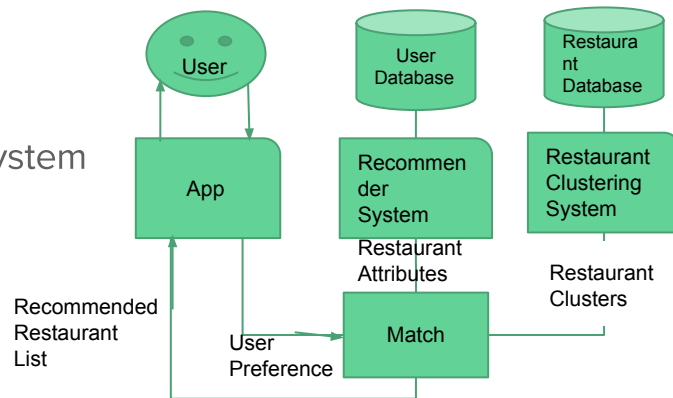 User
User
Database
Restaura
nt
Database
ystem
App
Recommen
der
System
Restaurant
Clustering
System
Restaurant
Attributes
Restaurant
Clusters
Recommended
Restaurant
List
User
Preference
Match